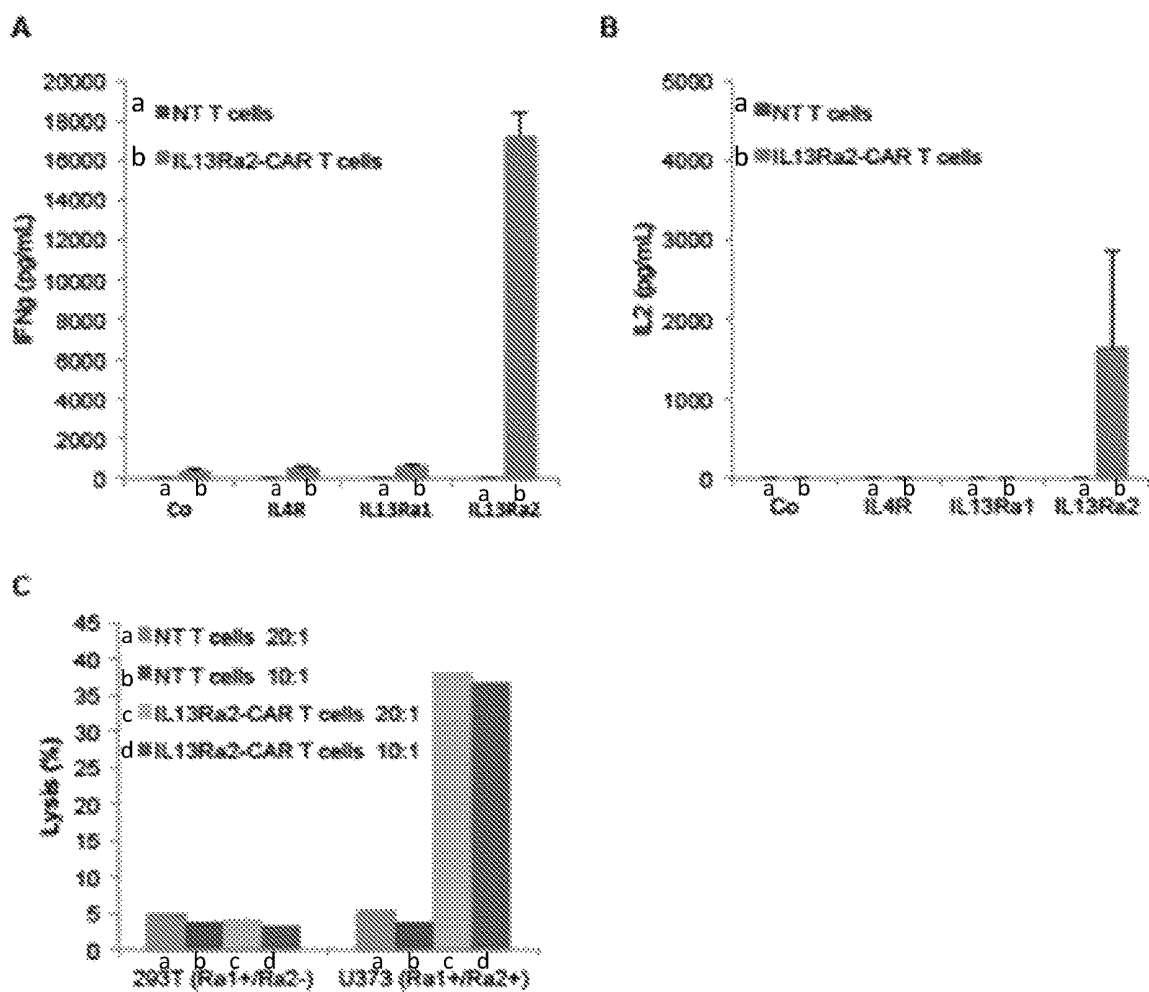 A
20000
18000
16000
14000
12000
10000
8000
6000
4000
2000
0
IFNg (pg/mL)
a NT T cells
b IL13Ra2-CAR T cells
a b a b a b a b
Co IL4R IL13Ra1 IL13Ra2
B
5000
4000
3000
2000
1000
0
IL2 (pg/mL)
a NT T cells
b IL13Ra2-CAR T cells
a b a b a b a b
Co IL4R IL13Ra1 IL13Ra2
C
45
40
35
30
25
20
15
10
5
0
Lysis (%)
a NT T cells 20:1
b NT T cells 10:1
c IL13Ra2-CAR T cells 20:1
d IL13Ra2-CAR T cells 10:1
a b c d a b c d
293T (Ra1+/Ra2-) U373 (Ra1+/Ra2+)